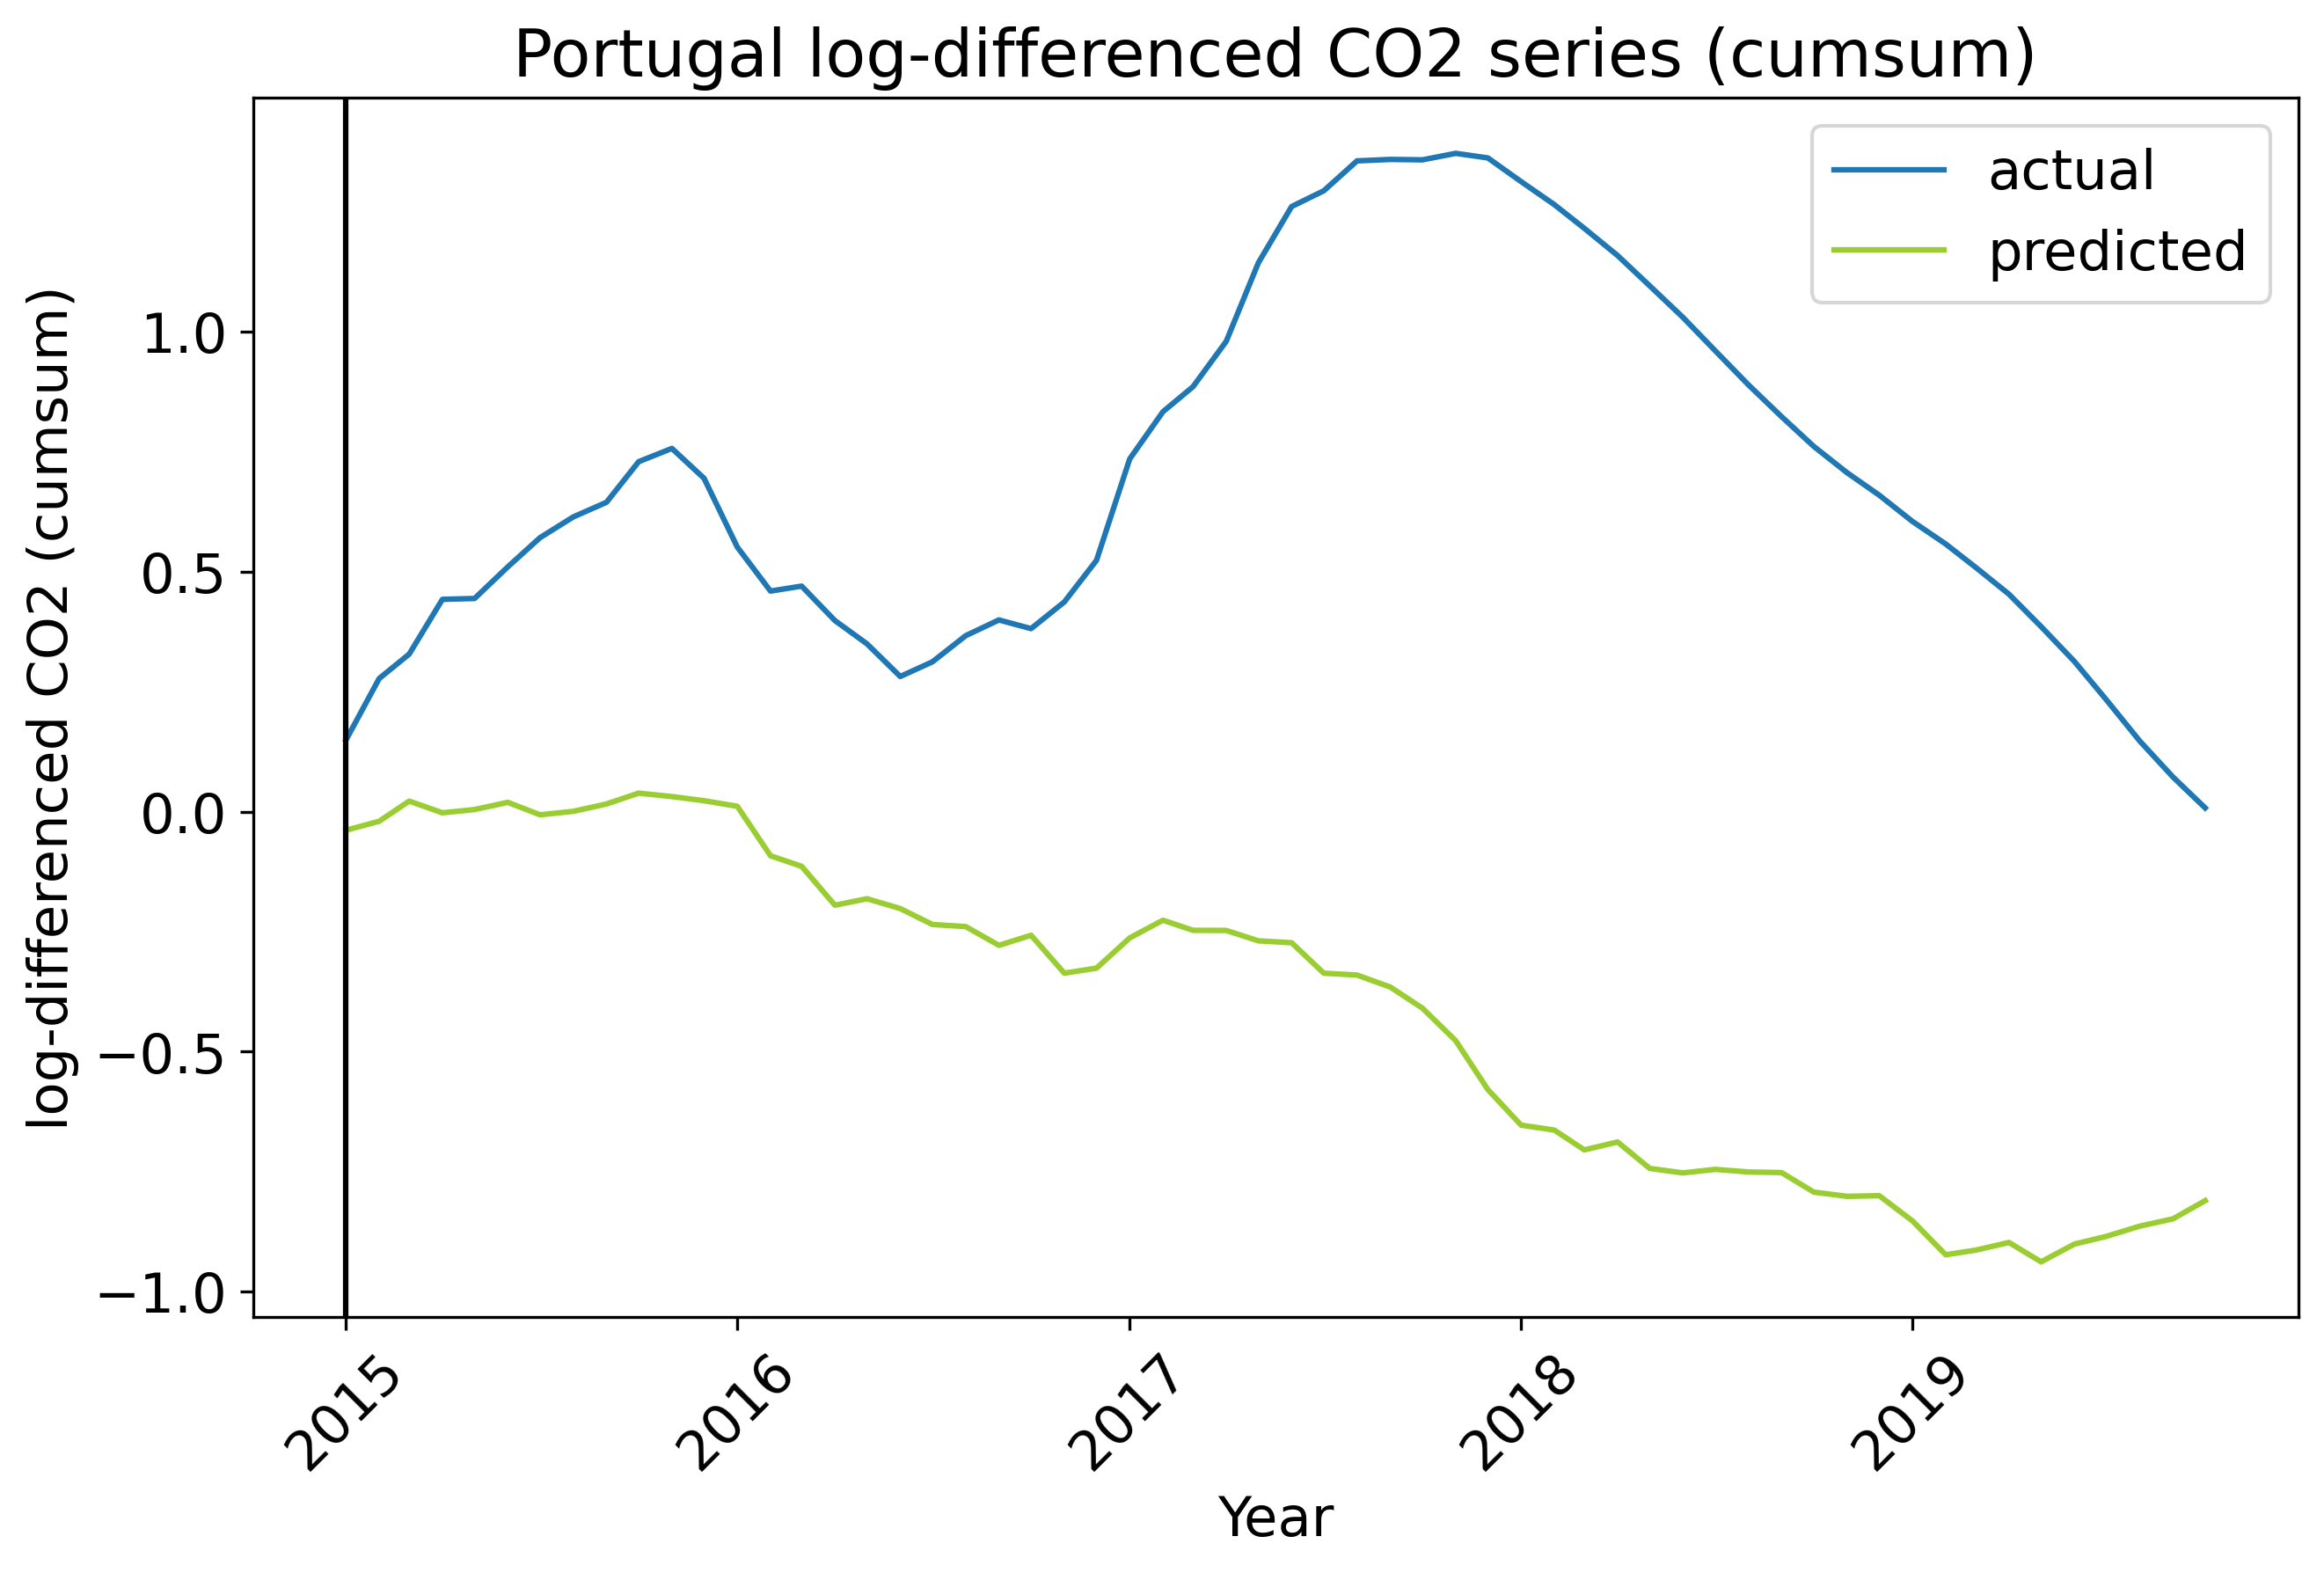 Portugal log-differenced CO2 series (cumsum)
actual
predicted
log-differenced CO2 (cumsum)
1.0
0.5
0.0
−0.5
−1.0
2015
2016
2017
2018
2019
Year